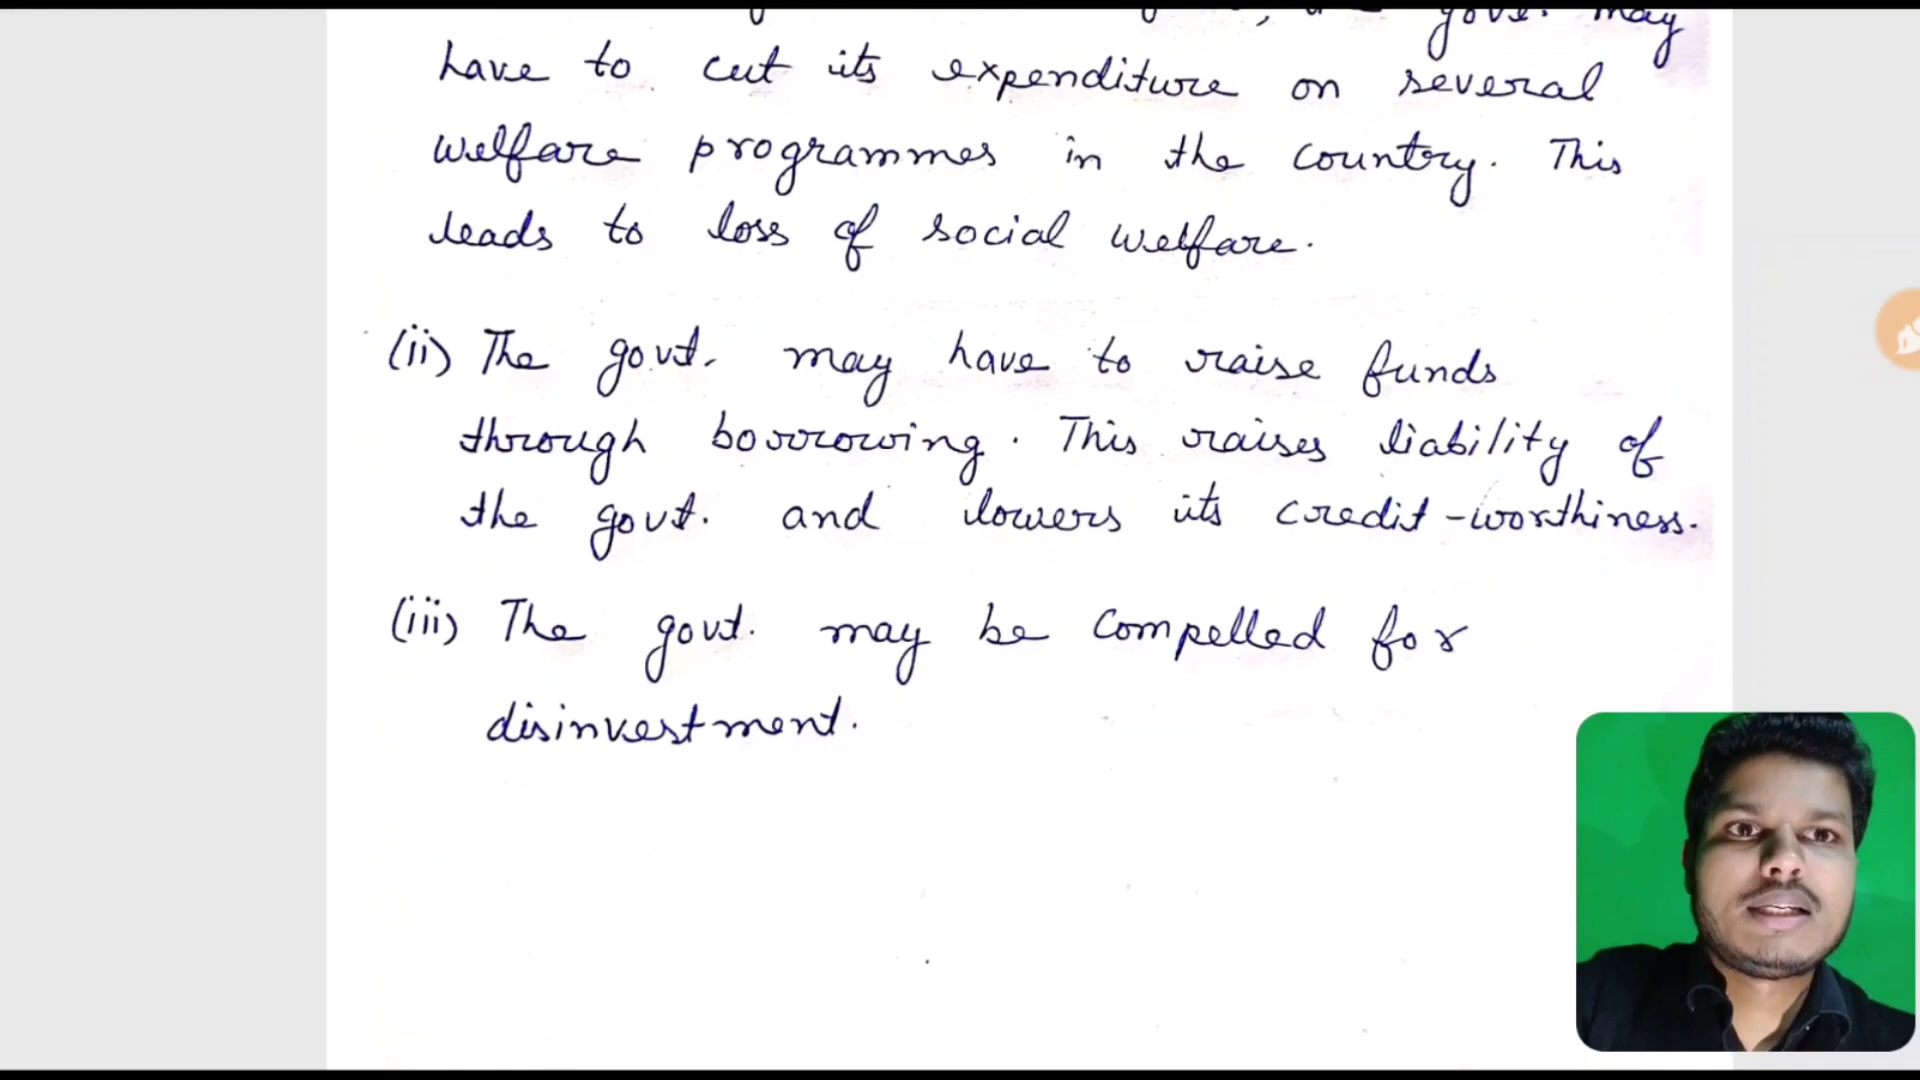 govt. may
have to cut its expenditure on several
welfare programmes in the country. This
leads to loss of social welfare.
(ii) The govt. may have to raise funds
through borrowing. This raises liability of
the govt. and lowers its credit-worthiness.
(iii) The govt. may be compelled for
disinvestment.